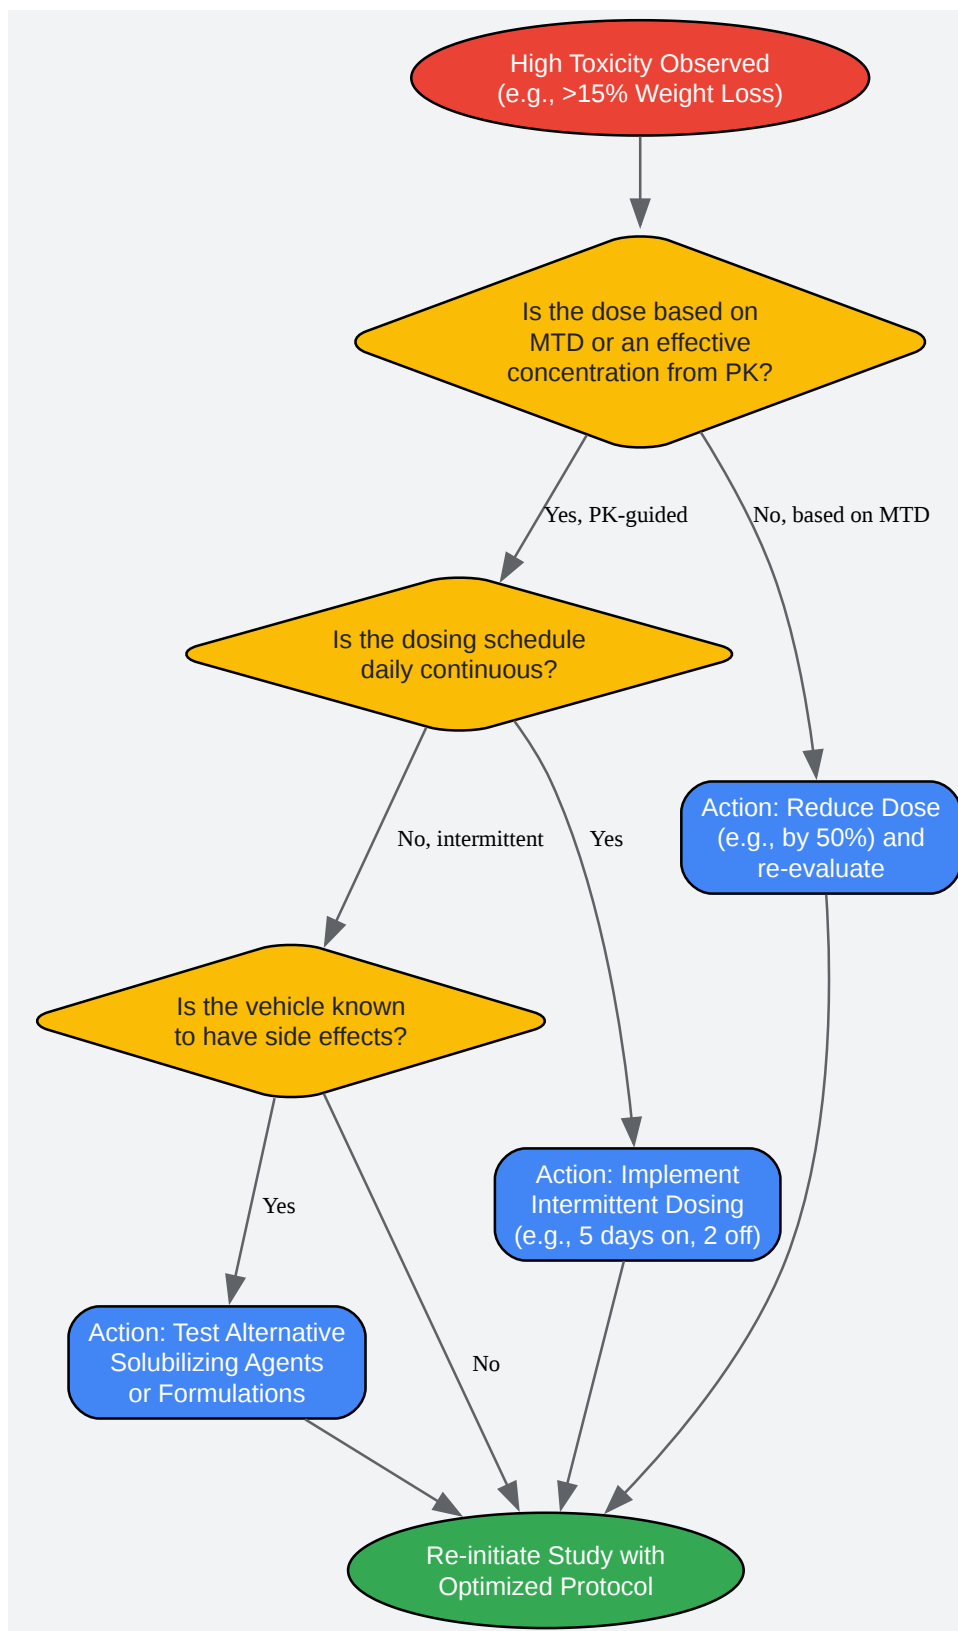 High Toxicity Observed
(e.g., >15% Weight Loss)
Is the dose based on
MTD or an effective
concentration from PK?
Yes, PK-guided
No, based on MTD
Is the dosing schedule
daily continuous?
Action: Reduce Dose
(e.g., by 50%) and
re-evaluate
No, intermittent
Yes
Is the vehicle known
to have side effects?
Action: Implement
Intermittent Dosing
(e.g., 5 days on, 2 off)
Yes
Action: Test Alternative
Solubilizing Agents
or Formulations
No
Re-initiate Study with
Optimized Protocol